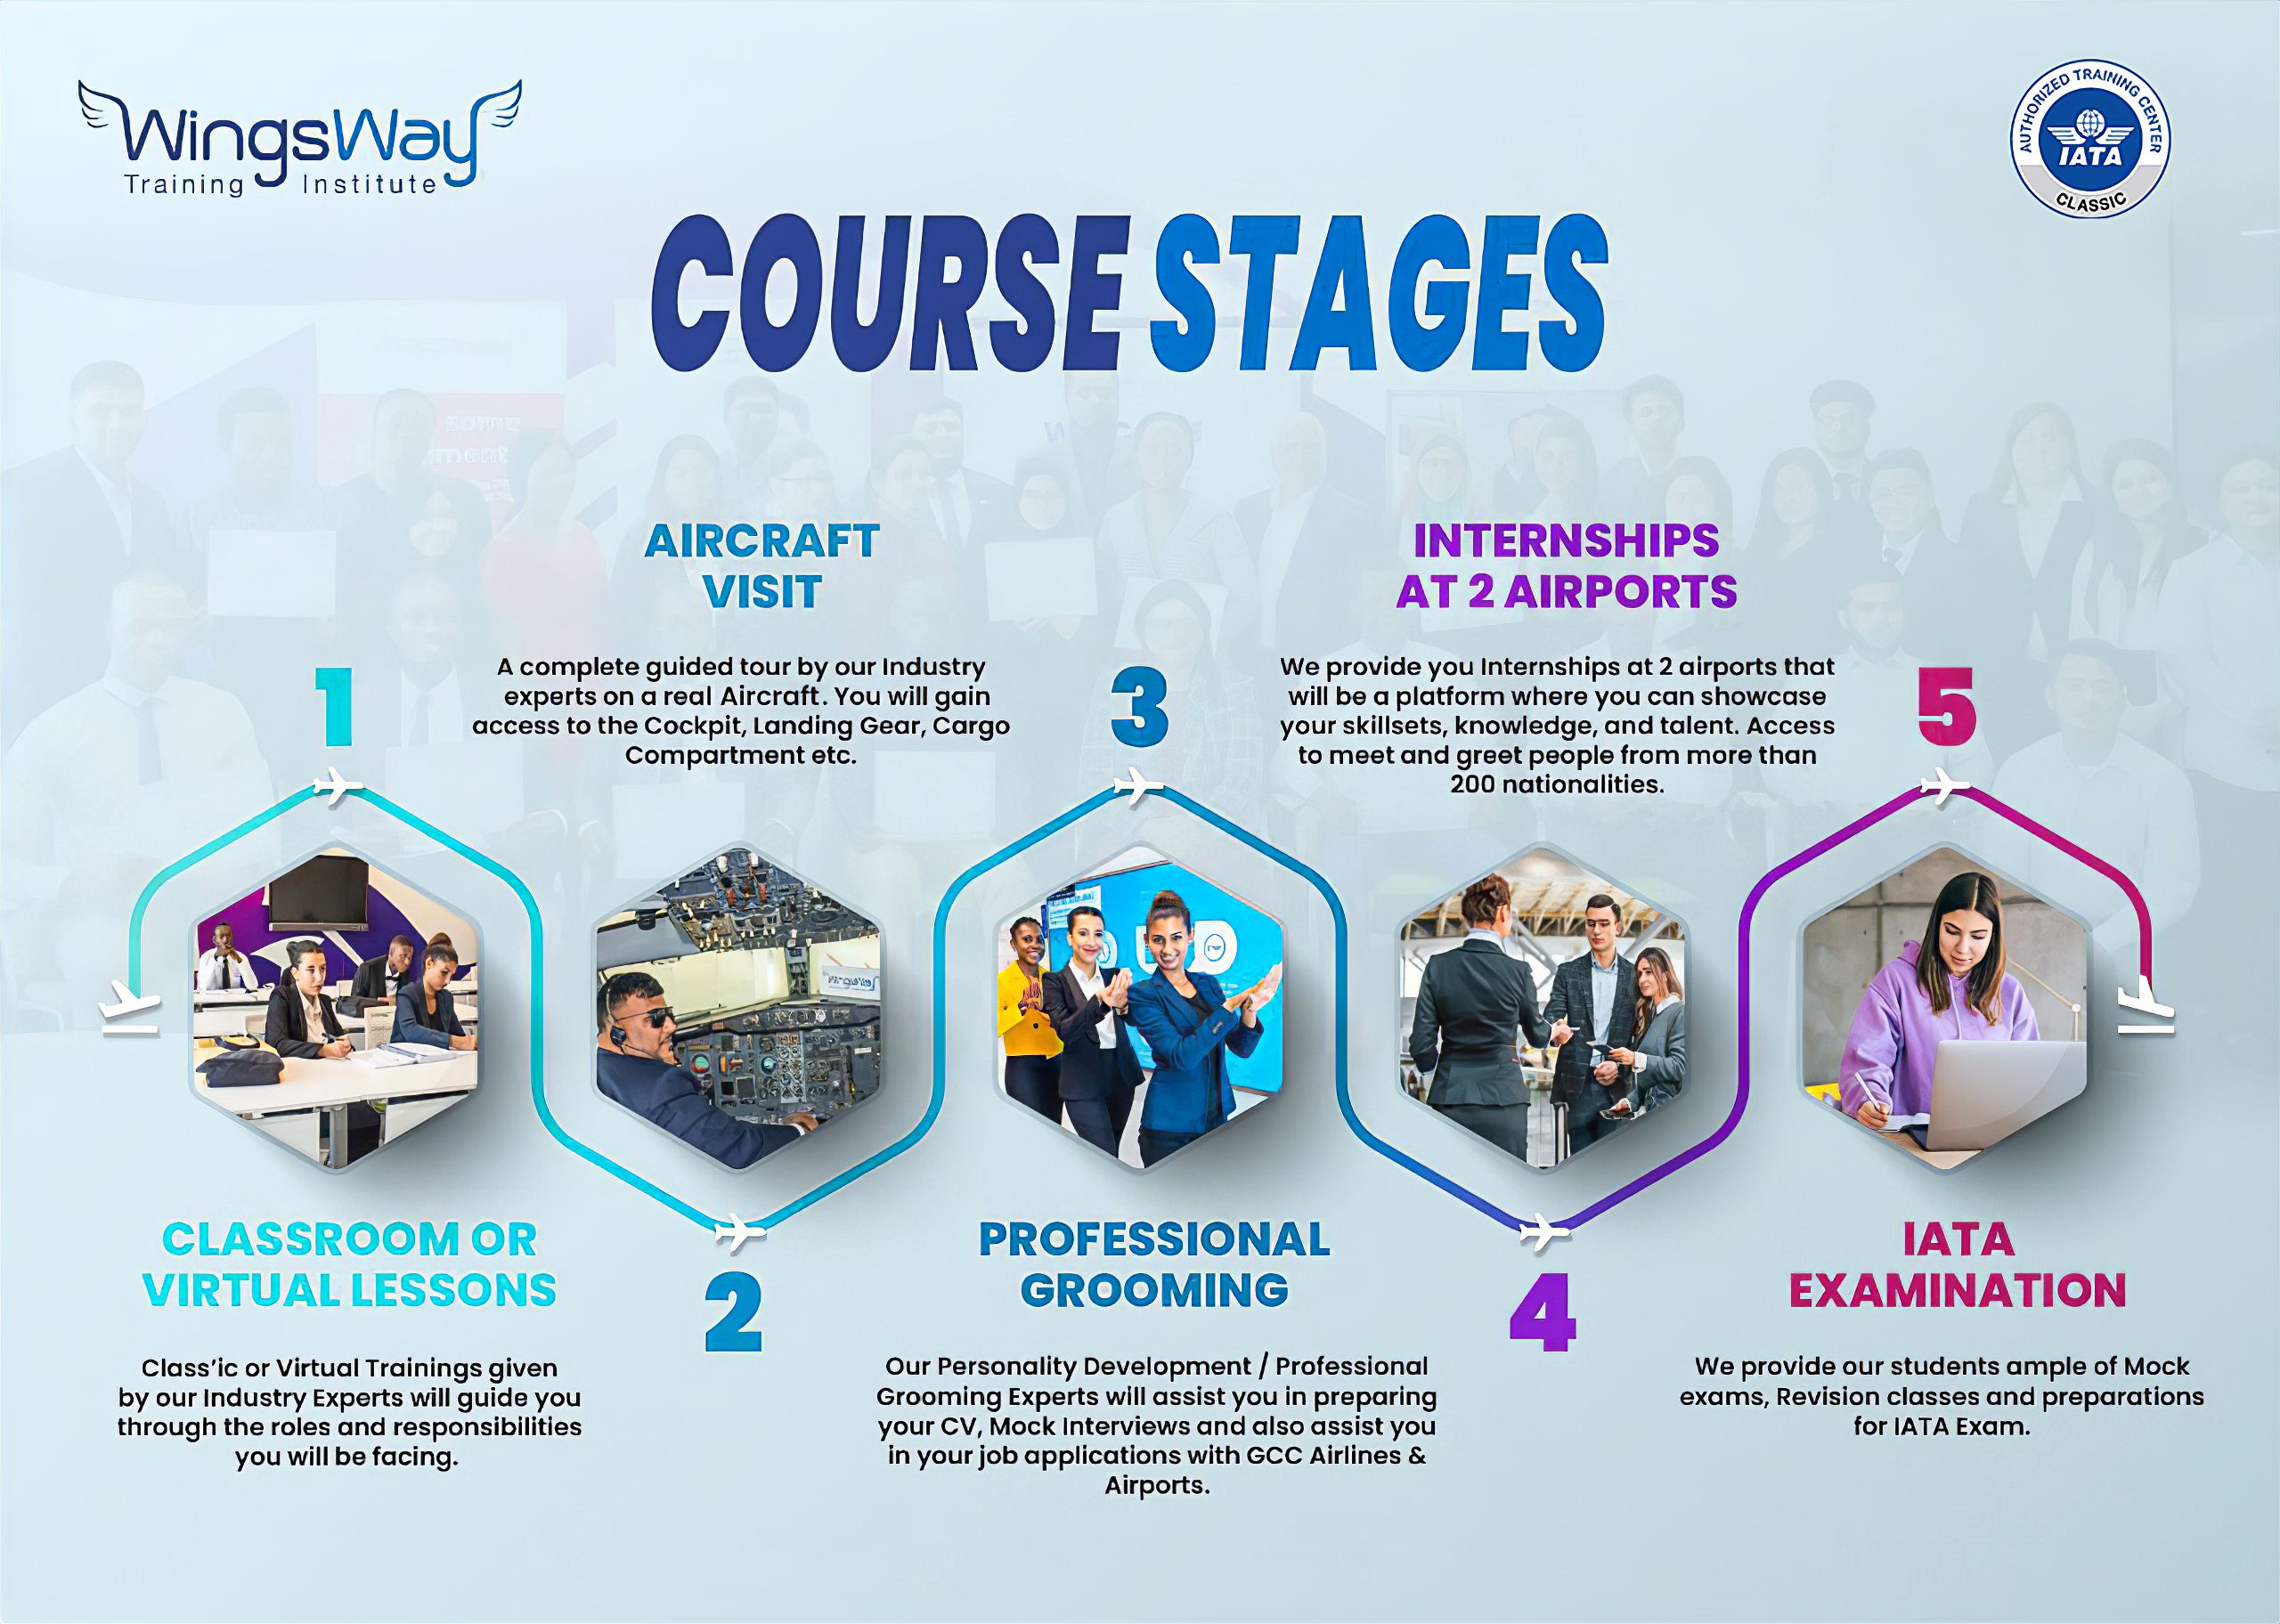 WingsWay
Training Institute
AUTHORIZED TRAINING CENTER
IATA
CLASSIC
COURSE STAGES
1
CLASSROOM OR
VIRTUAL LESSONS
Class'ic or Virtual Trainings given
by our Industry Experts will guide you
through the roles and responsibilities
you will be facing.
AIRCRAFT
VISIT
A complete guided tour by our Industry
experts on a real Aircraft. You will gain
access to the Cockpit, Landing Gear, Cargo
Compartment etc.
2
3
PROFESSIONAL
GROOMING
Our Personality Development / Professional
Grooming Experts will assist you in preparing
your CV, Mock Interviews and also assist you
in your job applications with GCC Airlines &
Airports.
INTERNSHIPS
AT 2 AIRPORTS
We provide you Internships at 2 airports that
will be a platform where you can showcase
your skillsets, knowledge, and talent. Access
to meet and greet people from more than
200 nationalities.
4
5
IATA
EXAMINATION
We provide our students ample of Mock
exams, Revision classes and preparations
for IATA Exam.